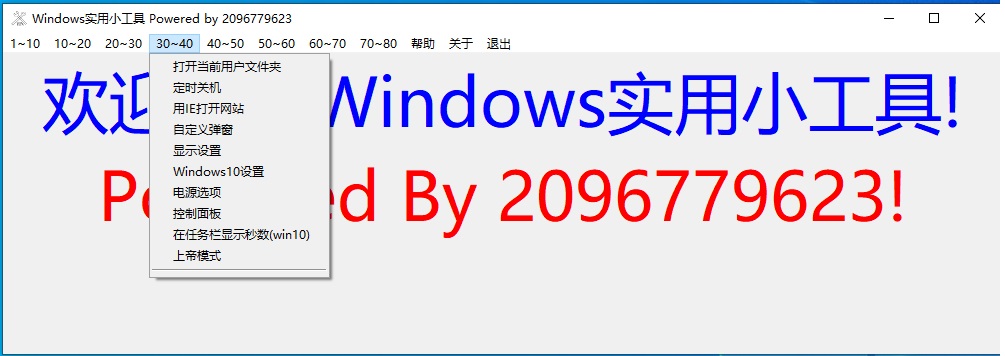 Windows实用小工具 Powered by 2096779623
1~10 10~20 20~30 30~40 40~50 50~60 60~70 70~80 帮助 关于 退出
打开当前用户文件夹
定时关机
用IE打开网站
自定义弹窗
显示设置
Windows10设置
电源选项
控制面板
在任务栏显示秒数(win10)
上帝模式
欢迎 Windows实用小工具!
ed By 2096779623!